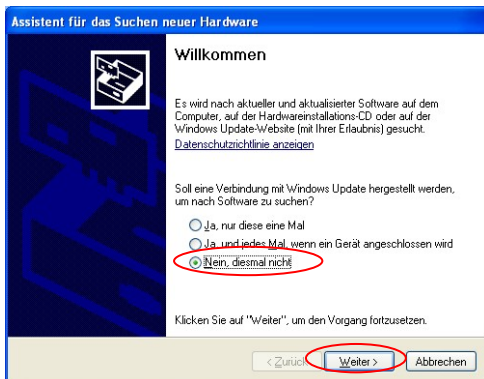 Assistent für das Suchen neuer Hardware
Willkommen
Es wird nach aktueller und aktualisierter Software auf dem
Computer, auf der Hardwareinstallations-CD oder auf der
Windows Update-Website (mit Ihrer Erlaubnis) gesucht.
Datenschutzrichtlinie anzeigen
Soll eine Verbindung mit Windows Update hergestellt werden,
um nach Software zu suchen?
Ja, nur diese eine Mal
Ja, und jedes Mal, wenn ein Gerät angeschlossen wird
Nein, diesmal nicht
Klicken Sie auf "Weiter", um den Vorgang fortzusetzen.
< Zurück Weiter > Abbrechen